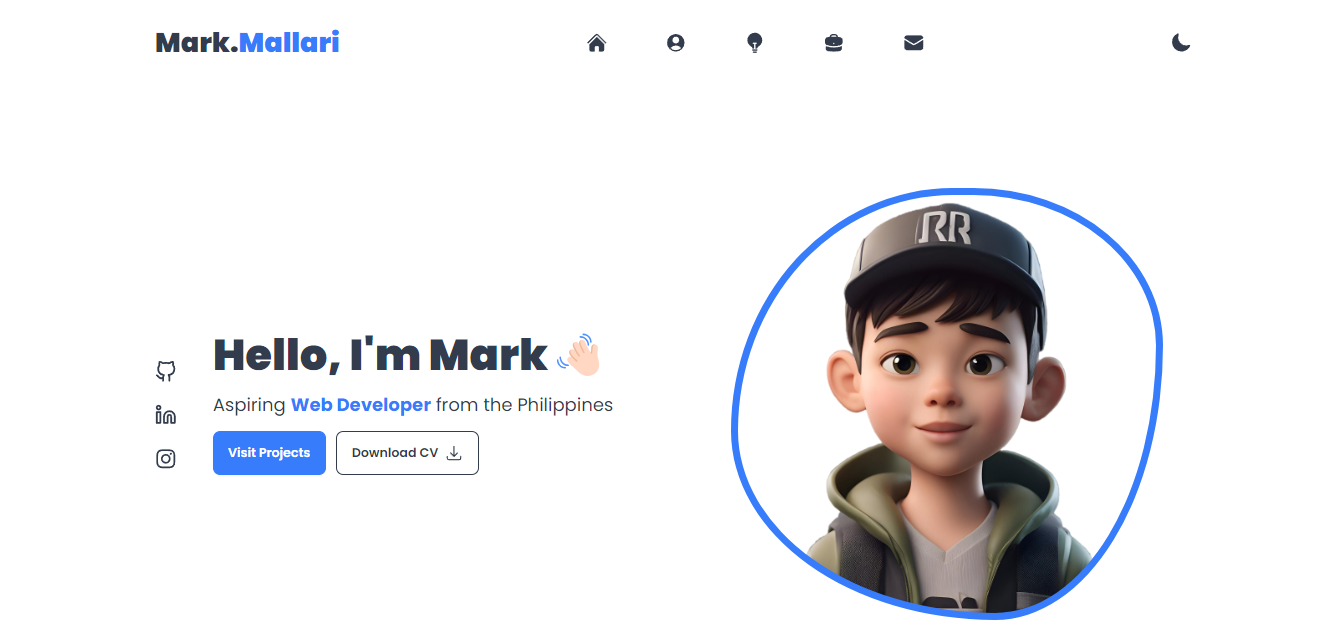 Mark.Mallari
RR
Hello, I'm Mark
Aspiring Web Developer from the Philippines
Visit Projects
Download CV